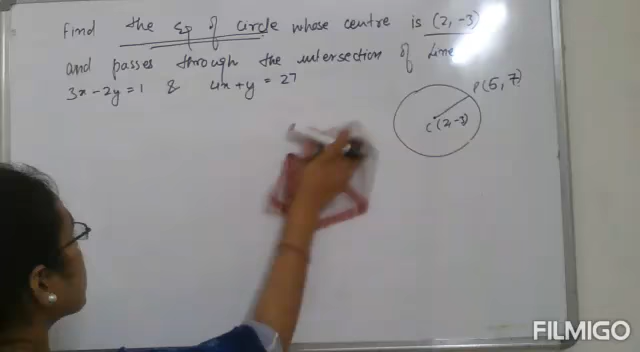 Find the Eq of circle whose centre is (2, -3)
and passes through the intersection of line
3x - 2y = 1 & 4x + y = 27
P(5, 7)
C(2, -3)
FILMIGO